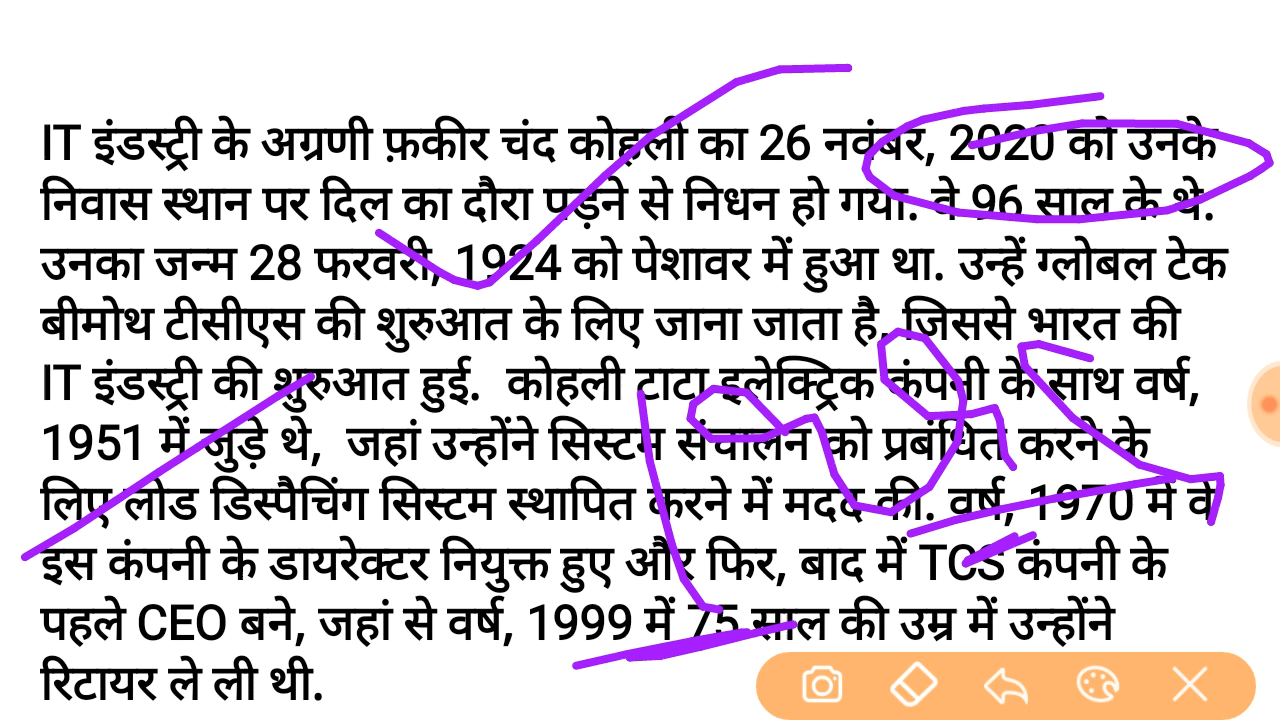 IT इंडस्ट्री के अग्रणी फ़कीर चंद कोहली का 26 नवंबर, 2020 को उनके
निवास स्थान पर दिल का दौरा पड़ने से निधन हो गया. वे 96 साल के थे.
उनका जन्म 28 फरवरी, 1924 को पेशावर में हुआ था. उन्हें ग्लोबल टेक
बीमोथ टीसीएस की शुरुआत के लिए जाना जाता है, जिससे भारत की
IT इंडस्ट्री की शुरुआत हुई. कोहली टाटा इलेक्ट्रिक कंपनी के साथ वर्ष,
1951 में जुड़े थे, जहां उन्होंने सिस्टम संचालन को प्रबंधित करने के
लिए लोड डिस्पैचिंग सिस्टम स्थापित करने में मदद की. वर्ष, 1970 में वे
इस कंपनी के डायरेक्टर नियुक्त हुए और फिर, बाद में TCS कंपनी के
पहले CEO बने, जहां से वर्ष, 1999 में 75 साल की उम्र में उन्होंने
रिटायर ले ली थी.